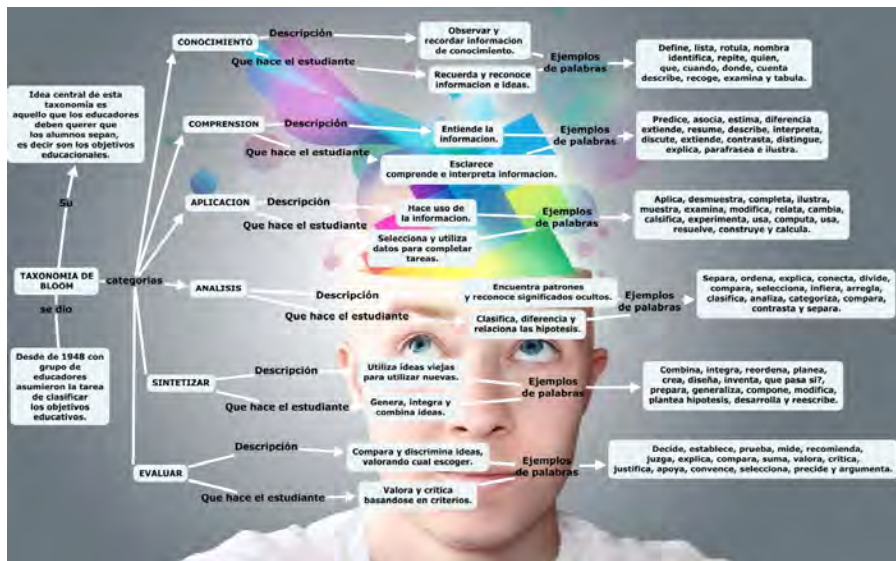 CONOCIMIENTO
Descripción
Observar y
recordar informacion
de conocimiento.
Que hace el estudiante
Recuerda y reconoce
informacion e ideas.
Ejemplos
de palabras
Define, lista, rotula, nombra
identifica, repite, quien,
que, cuando, donde, cuenta
describe, recoge, examina y tabula.
Idea central de esta
taxonomía es
aquello que los educadores
deben querer que
los alumnos sepan,
es decir son los objetivos
educacionales.
Su
TAXONOMIA DE
BLOOM
se dio
Desde de 1948 con
grupo de
educadores
asumieron la tarea
de clasificar
los objetivos
educativos.
categorias
COMPRENSION
Descripción
Entiende la
informacion.
Que hace el estudiante
Esclarece
comprende e interpreta informacion.
Ejemplos
de palabras
Predice, asocia, estima, diferencia
extiende, resume, describe, interpreta,
discute, extiende, contrasta, distingue,
explica, parafrasea e ilustra.
APLICACION
Descripción
Hace uso de
la informacion.
Que hace el estudiante
Selecciona y utiliza
datos para completar
tareas.
Ejemplos
de palabras
Aplica, desmuestra, completa, ilustra,
muestra, examina, modifica, relata, cambia,
calsifica, experimenta, usa, computa, usa,
resuelve, construye y calcula.
ANALISIS
Descripción
Encuentra patrones
y reconoce significados ocultos.
Que hace el estudiante
Clasifica, diferencia y
relaciona las hipotesis.
Ejemplos
de palabras
Separa, ordena, explica, conecta, divide,
compara, selecciona, infiera, arregla,
clasifica, analiza, categoriza, compara,
contrasta y separa.
SINTETIZAR
Descripción
Utiliza ideas viejas
para utilizar nuevas.
Que hace el estudiante
Genera, integra y
combina ideas.
Ejemplos
de palabras
Combina, integra, reordena, planea,
crea, diseña, inventa, que pasa si?,
prepara, generaliza, compone, modifica,
plantea hipotesis, desarrolla y reescribe.
EVALUAR
Descripción
Compara y discrimina ideas,
valorando cual escoger.
Que hace el estudiante
Valora y critica
basandose en criterios.
Ejemplos
de palabras
Decide, establece, prueba, mide, recomienda,
juzga, explica, compara, suma, valora, critica,
justifica, apoya, convence, selecciona, precide y argumenta.